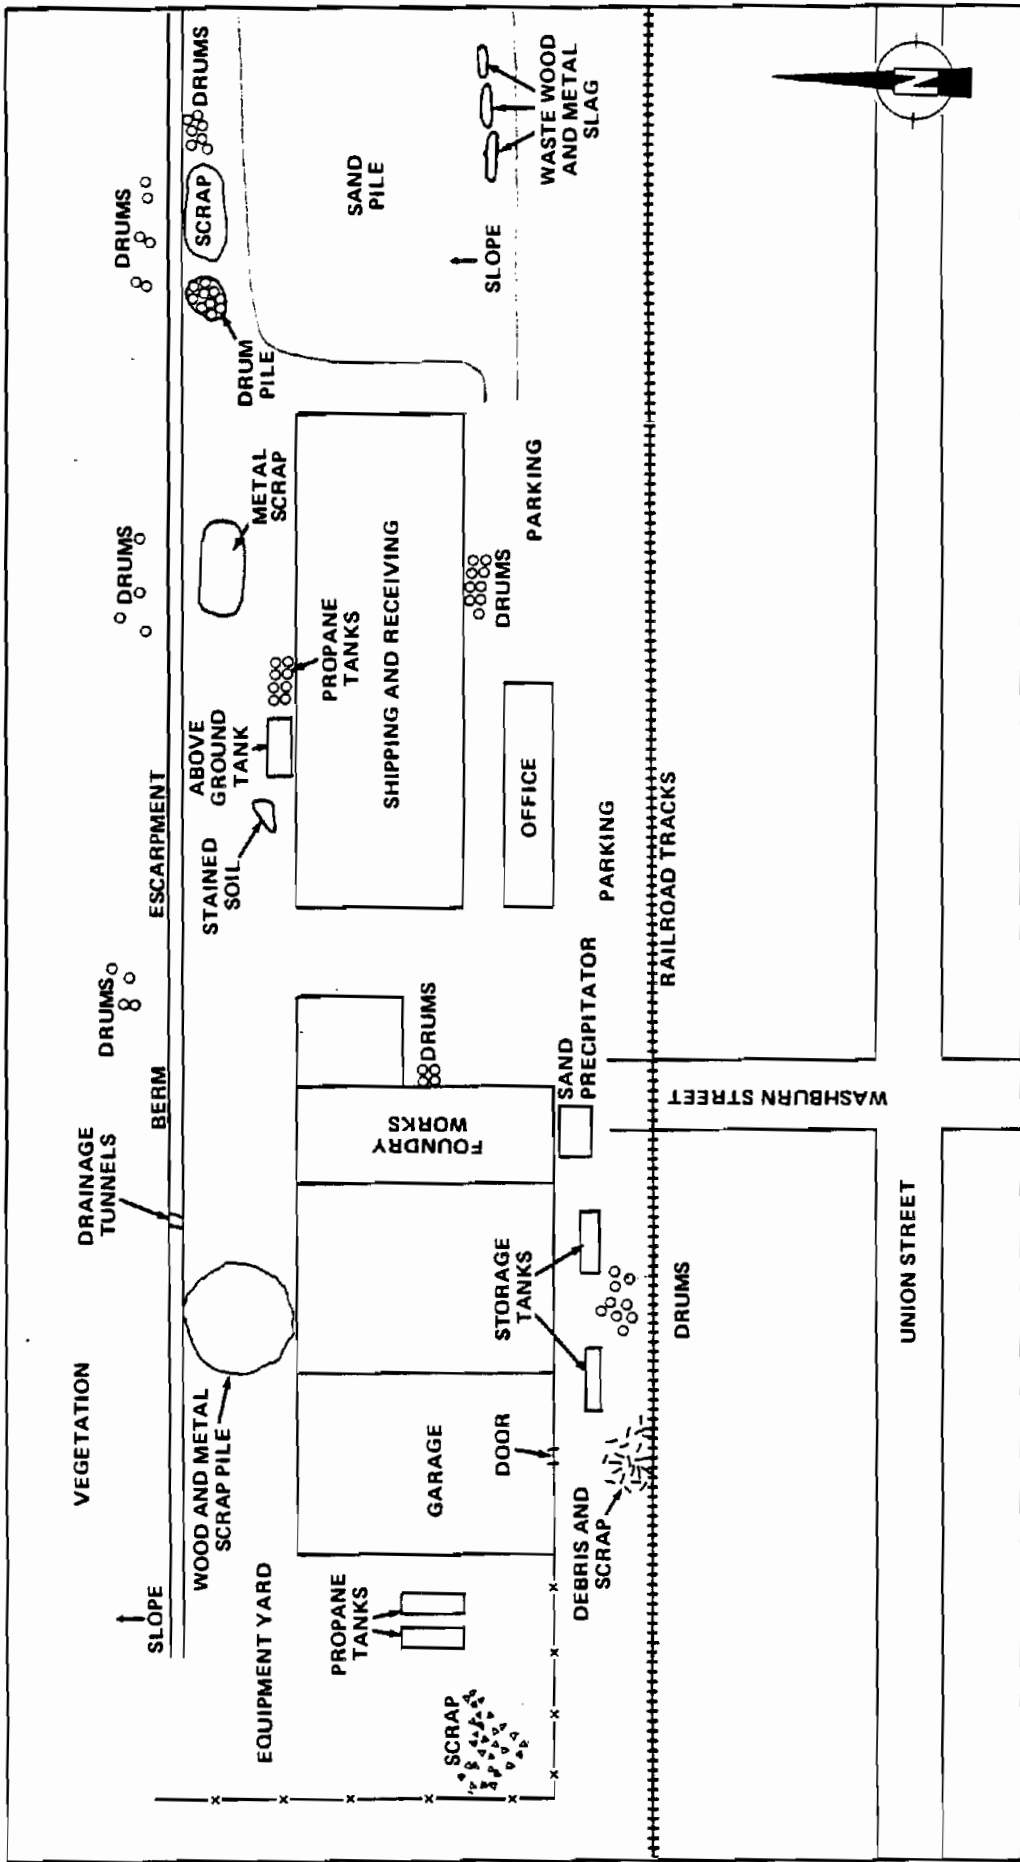 VEGETATION
DRAINAGE
TUNNELS
DRUMS
DRUMS
DRUMS
SLOPE
BERM
ESCARPMENT
WOOD AND METAL
SCRAP PILE
STAINED
SOIL
ABOVE
GROUND
TANK
METAL
SCRAP
DRUM
PILE
SCRAP
DRUMS
EQUIPMENT YARD
PROPANE
TANKS
PROPANE
TANKS
SAND
PILE
GARAGE
FOUNDRY
WORKS
DRUMS
SHIPPING AND RECEIVING
SCRAP
DOOR
STORAGE
TANKS
OFFICE
DRUMS
PARKING
SLOPE
WASTE WOOD
AND METAL
SLAG
DEBRIS AND
SCRAP
SAND
PRECIPITATOR
PARKING
DRUMS
RAILROAD TRACKS
WASHBURN STREET
UNION STREET
N